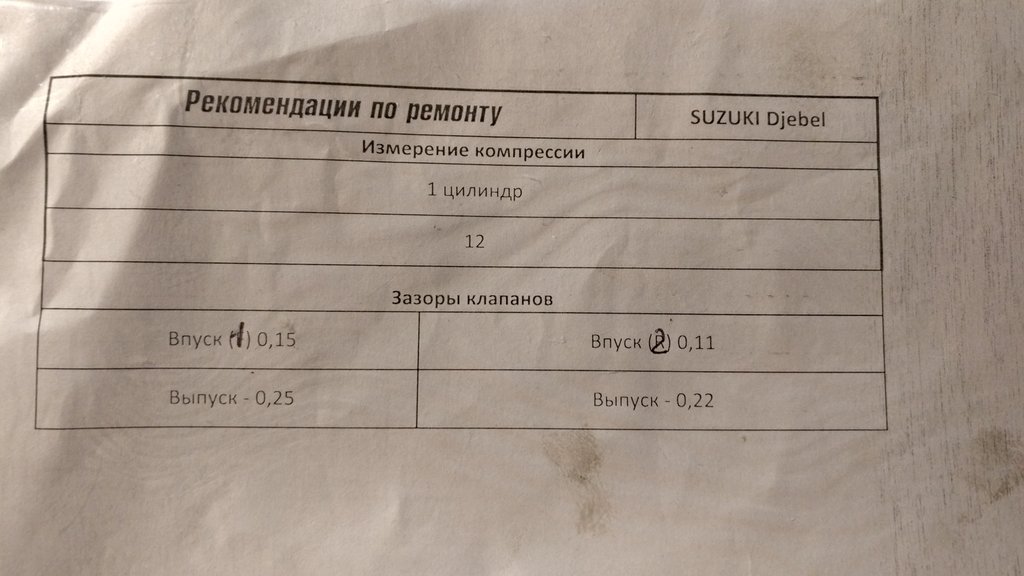 Рекомендации по ремонту SUZUKI Djebel
Измерение компрессии
1 цилиндр
12
Зазоры клапанов
Впуск (1) 0,15 Впуск (2) 0,11
Выпуск - 0,25 Выпуск - 0,22